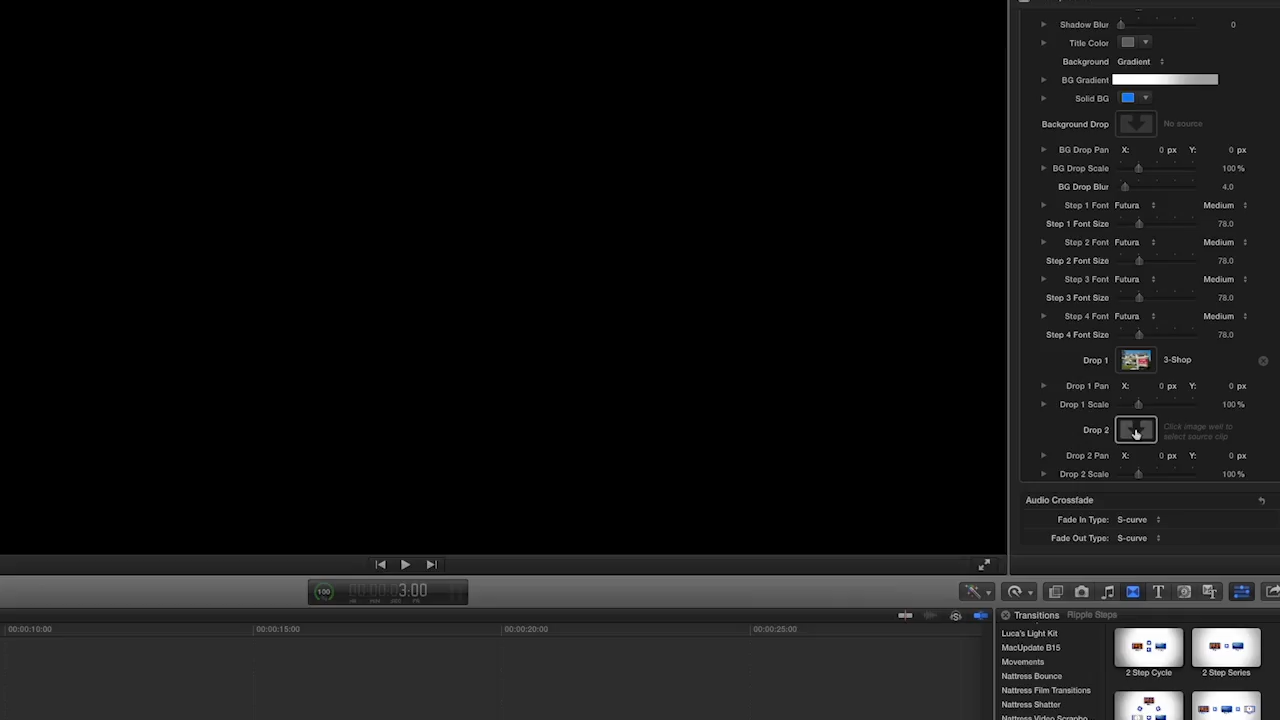 Shadow Blur 0
Title Color
Background Gradient
BG Gradient
Solid BG
Background Drop No source
BG Drop Pan X: 0 px Y: 0 px
BG Drop Scale 100 %
BG Drop Blur 4.0
Step 1 Font Futura Medium
Step 1 Font Size 78.0
Step 2 Font Futura Medium
Step 2 Font Size 78.0
Step 3 Font Futura Medium
Step 3 Font Size 78.0
Step 4 Font Futura Medium
Step 4 Font Size 78.0
Drop 1 3-Shop
Drop 1 Pan X: 0 px Y: 0 px
Drop 1 Scale 100 %
Drop 2 Click image well to
select source clip
Drop 2 Pan X: 0 px Y: 0 px
Drop 2 Scale 100 %
Audio Crossfade
Fade In Type: S-curve
Fade Out Type: S-curve
100 3:00
00:00:10:00 00:00:15:00 00:00:20:00 00:00:25:00
Transitions Ripple Steps
Luca's Light Kit
MacUpdate B15
Movements
Nattress Bounce
Nattress Film Transitions
Nattress Shatter
2 Step Cycle 2 Step Series